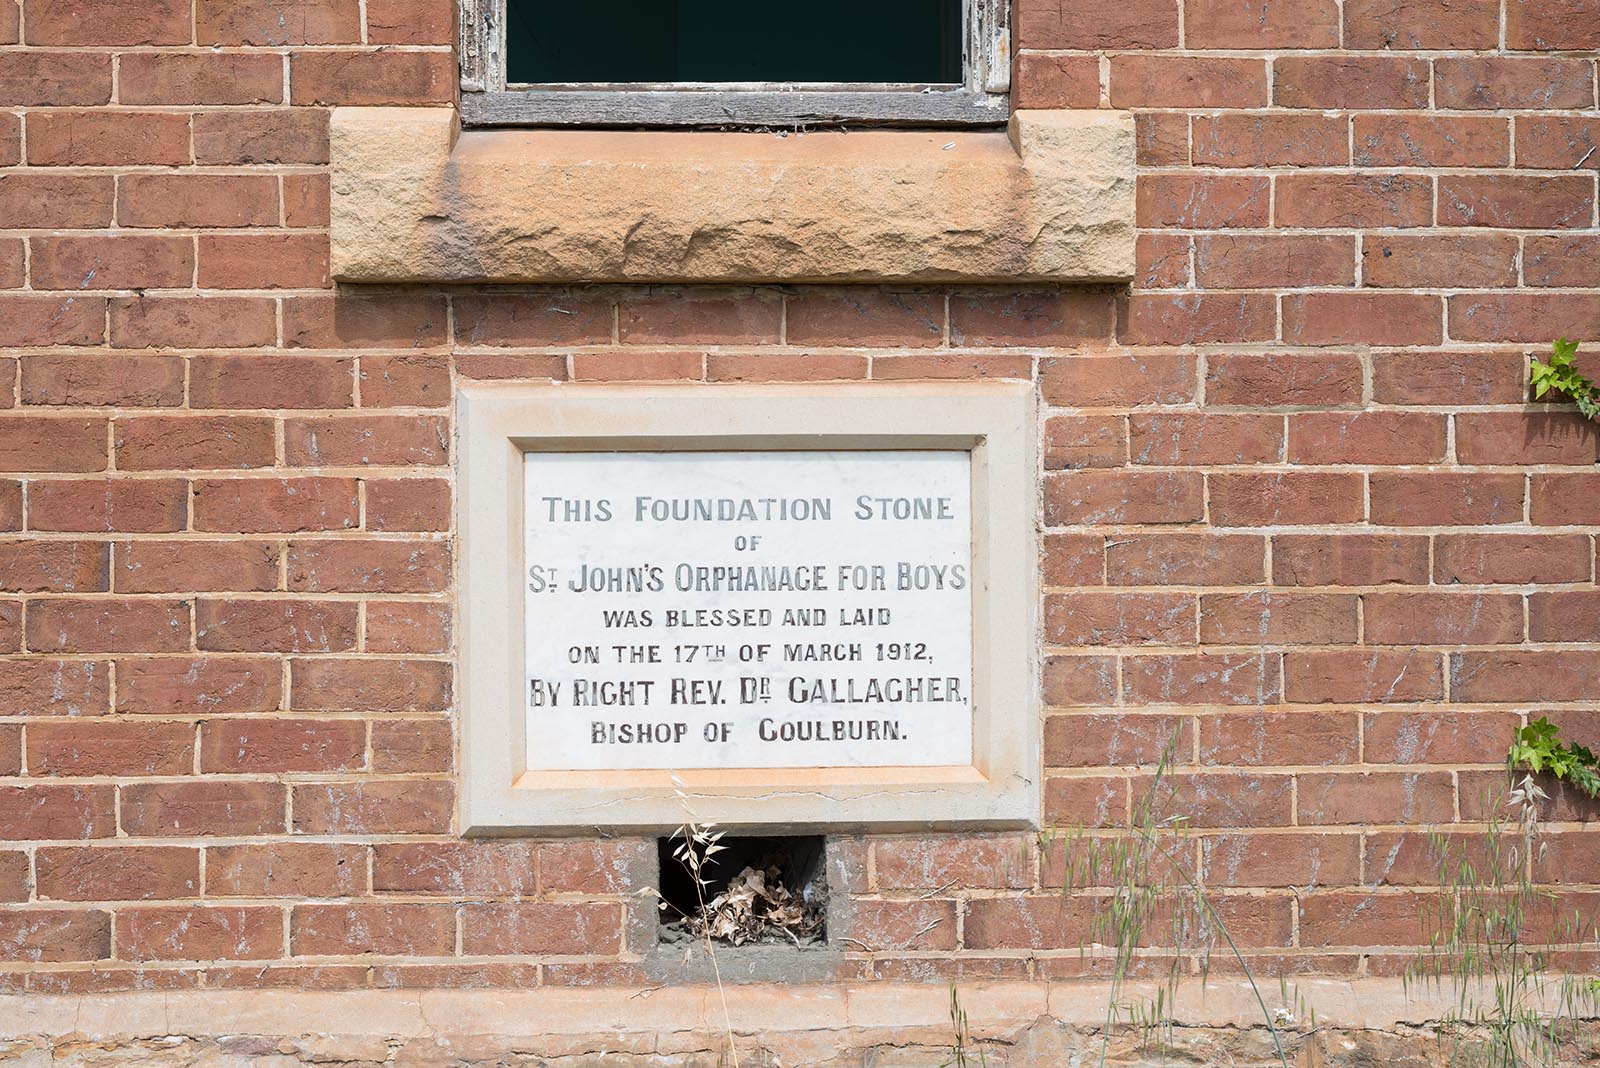 THIS FOUNDATION STONE
OF
ST. JOHN'S ORPHANAGE FOR BOYS
WAS BLESSED AND LAID
ON THE 17TH OF MARCH 1912,
BY RIGHT REV. DR. GALLAGHER,
BISHOP OF GOULBURN.